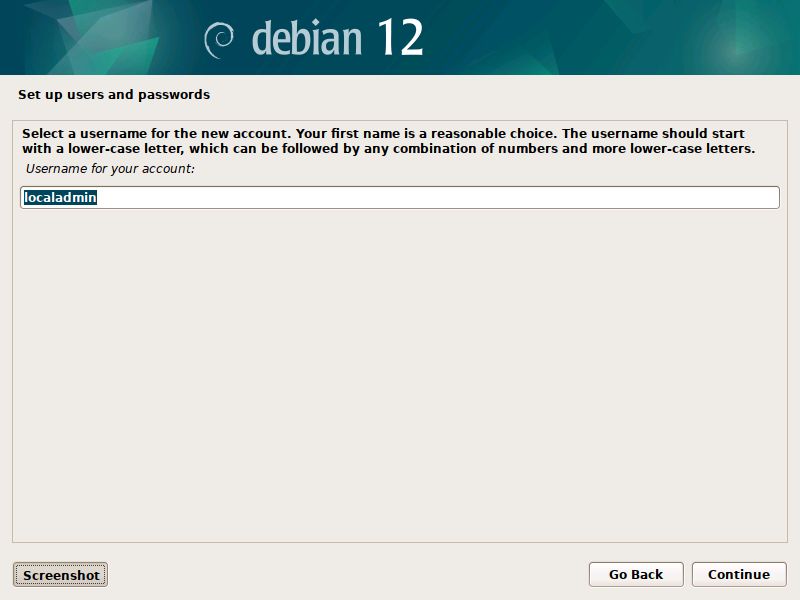 debian 12
Set up users and passwords
Select a username for the new account. Your first name is a reasonable choice. The username should start
with a lower-case letter, which can be followed by any combination of numbers and more lower-case letters.
Username for your account:
localadmin
Screenshot
Go Back
Continue